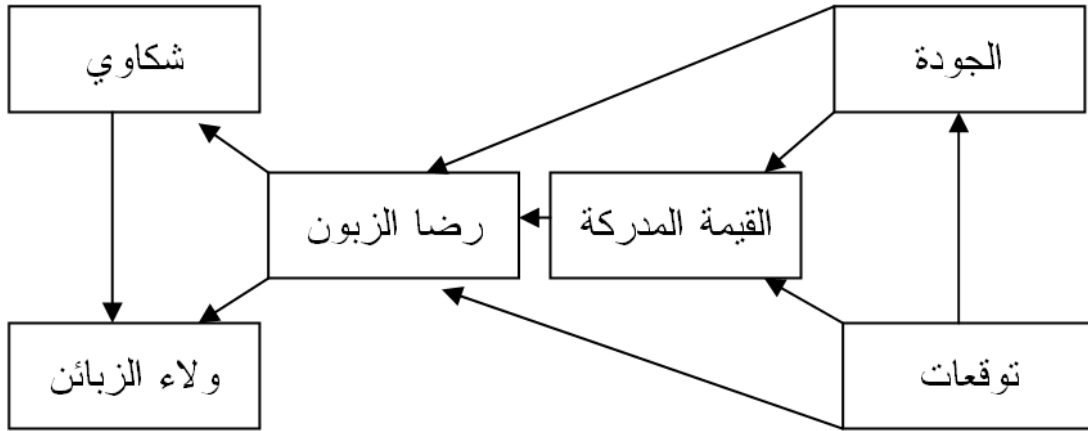 الجودة
شكاوي
القيمة المدركة
رضا الزبون
توقعات
ولاء الزبائن